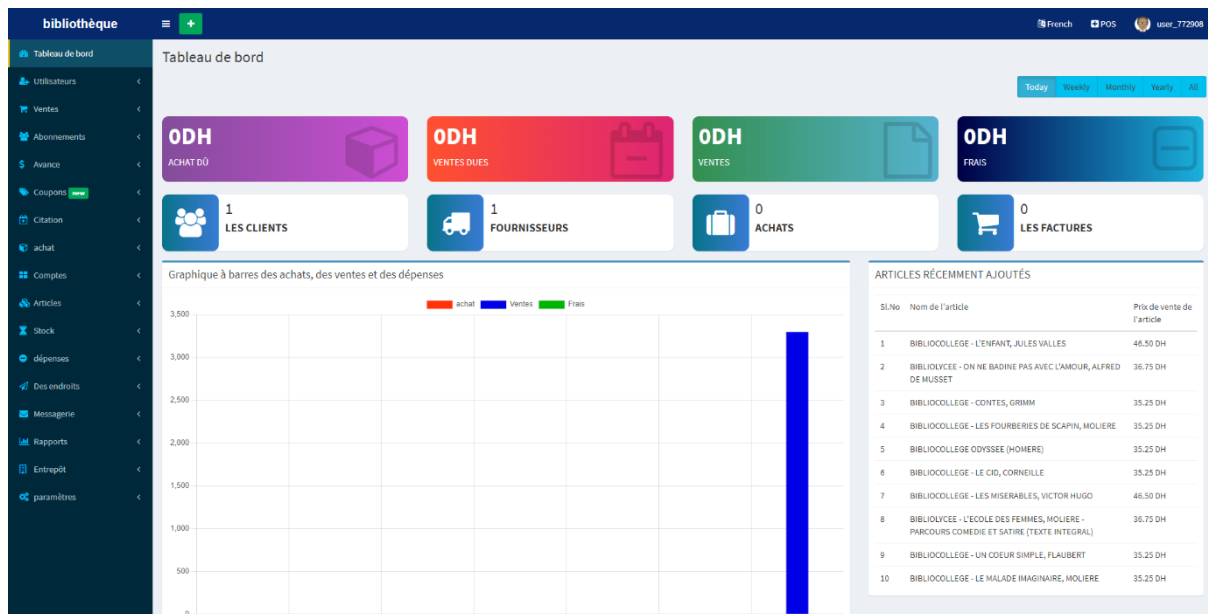 bibliothèque
French
POS
user_772908
Tableau de bord
Utilisateurs
Ventes
Abonnements
Avance
Coupons new
Citation
achat
Comptes
Articles
Stock
dépenses
Des endroits
Messagerie
Rapports
Entrepôt
paramètres
Tableau de bord
Today Weekly Monthly Yearly All
0DH
ACHAT DÛ
0DH
VENTES DUES
0DH
VENTES
0DH
FRAIS
1
LES CLIENTS
1
FOURNISSEURS
0
ACHATS
0
LES FACTURES
Graphique à barres des achats, des ventes et des dépenses
achat Ventes Frais
3,500
3,000
2,500
2,000
1,500
1,000
500
0
ARTICLES RÉCEMMENT AJOUTÉS
Sl.No Nom de l'article Prix de vente de
l'article
1 BIBLIOCOLLEGE - L'ENFANT, JULES VALLES 46.50 DH
2 BIBLIOLYCEE - ON NE BADINE PAS AVEC L'AMOUR, ALFRED 36.75 DH
DE MUSSET
3 BIBLIOCOLLEGE - CONTES, GRIMM 35.25 DH
4 BIBLIOCOLLEGE - LES FOURBERIES DE SCAPIN, MOLIERE 35.25 DH
5 BIBLIOCOLLEGE ODYSSEE (HOMERE) 35.25 DH
6 BIBLIOCOLLEGE - LE CID, CORNEILLE 35.25 DH
7 BIBLIOCOLLEGE - LES MISERABLES, VICTOR HUGO 46.50 DH
8 BIBLIOLYCEE - L'ECOLE DES FEMMES, MOLIERE - 36.75 DH
PARCOURS COMEDIE ET SATIRE (TEXTE INTEGRAL)
9 BIBLIOCOLLEGE - UN COEUR SIMPLE, FLAUBERT 35.25 DH
10 BIBLIOCOLLEGE - LE MALADE IMAGINAIRE, MOLIERE 35.25 DH